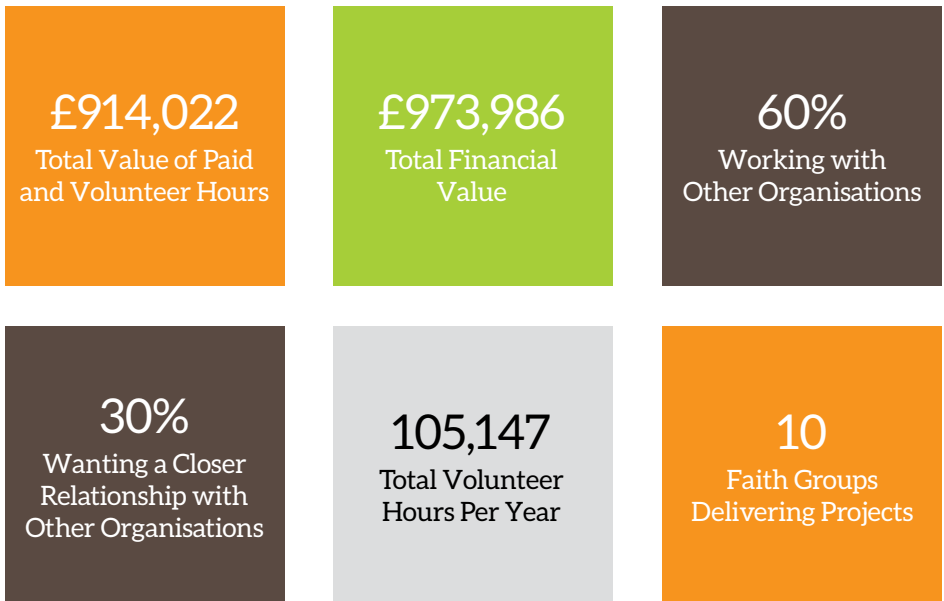 £914,022
Total Value of Paid
and Volunteer Hours
£973,986
Total Financial
Value
60%
Working with
Other Organisations
30%
Wanting a Closer
Relationship with
Other Organisations
105,147
Total Volunteer
Hours Per Year
10
Faith Groups
Delivering Projects